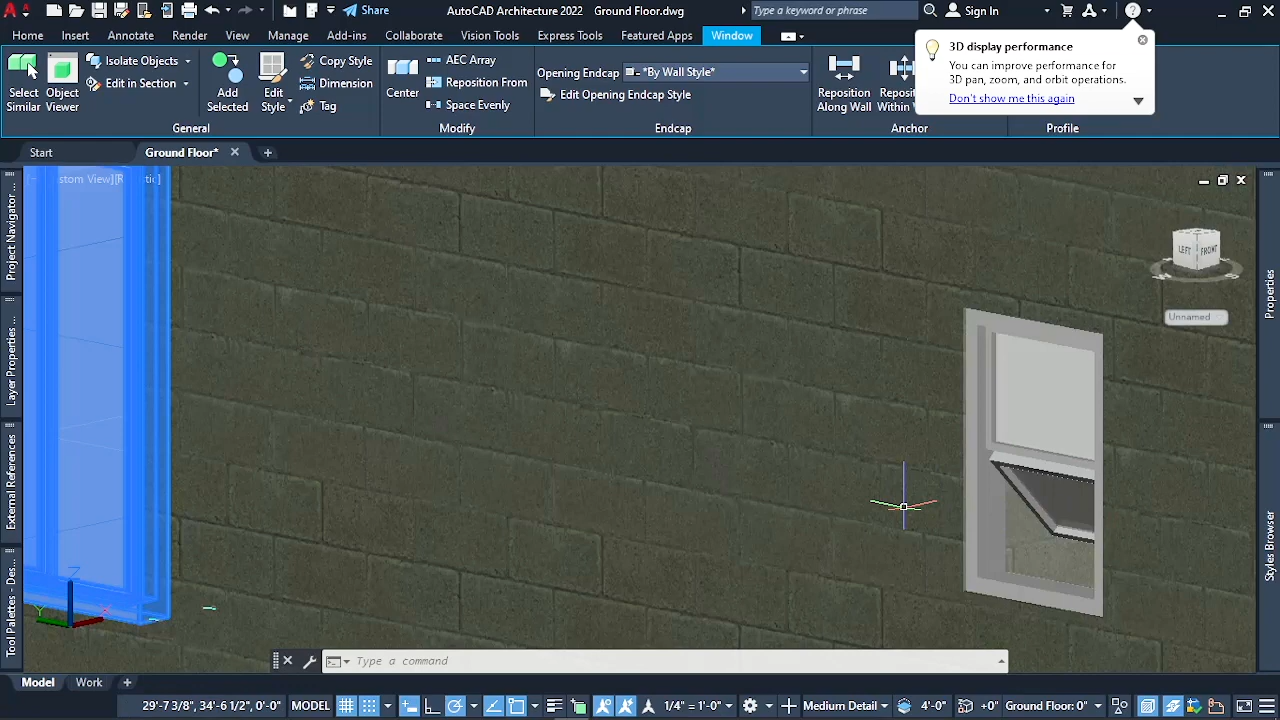 Share
AutoCAD Architecture 2022 Ground Floor.dwg
Type a keyword or phrase
Sign In
Home Insert Annotate Render View Manage Add-ins Collaborate Vision Tools Express Tools Featured Apps Window
3D display performance
You can improve performance for
3D pan, zoom, and orbit operations.
Don't show me this again
Select
Similar
Object
Viewer
Isolate Objects
Edit in Section
General
Add
Selected
Edit
Style
Copy Style
Dimension
Tag
Center
AEC Array
Reposition From
Space Evenly
Modify
Opening Endcap *By Wall Style*
Edit Opening Endcap Style
Endcap
Reposition
Along Wall
Anchor
Profile
Start
Ground Floor*
LEFT
FRONT
Unnamed
Project Navigator ...
Layer Properties ...
External References
Tool Palettes - Des...
Properties
Styles Browser
Z
Y
Type a command
Model Work
29'-7 3/8", 34'-6 1/2", 0'-0" MODEL 1/4" = 1'-0" Medium Detail 4'-0" +0" Ground Floor: 0"